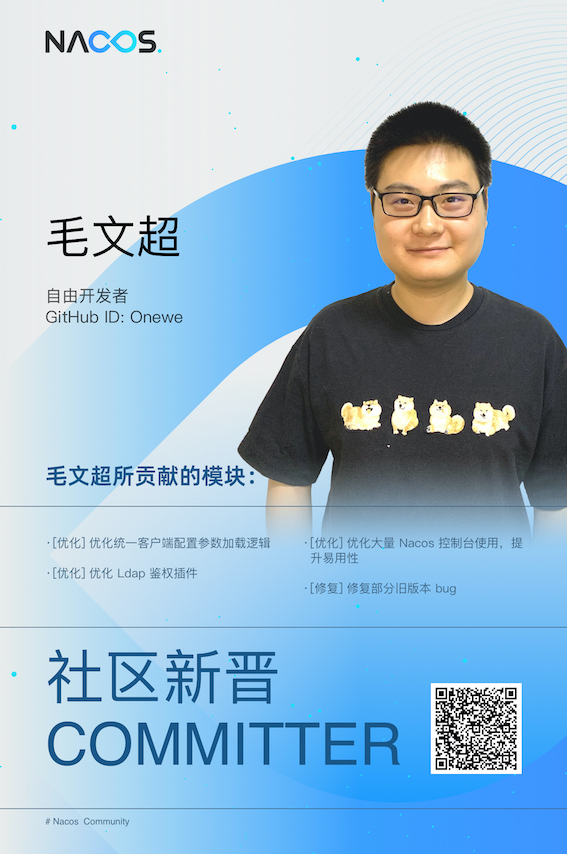 NACOS.
毛文超
自由开发者
GitHub ID: Onewe
毛文超所贡献的模块：
·[优化] 优化统一客户端配置参数加载逻辑
·[优化] 优化 Ldap 鉴权插件
·[优化] 优化大量 Nacos 控制台使用，提
升易用性
·[修复] 修复部分旧版本 bug
社区新晋
COMMITTER
# Nacos Community